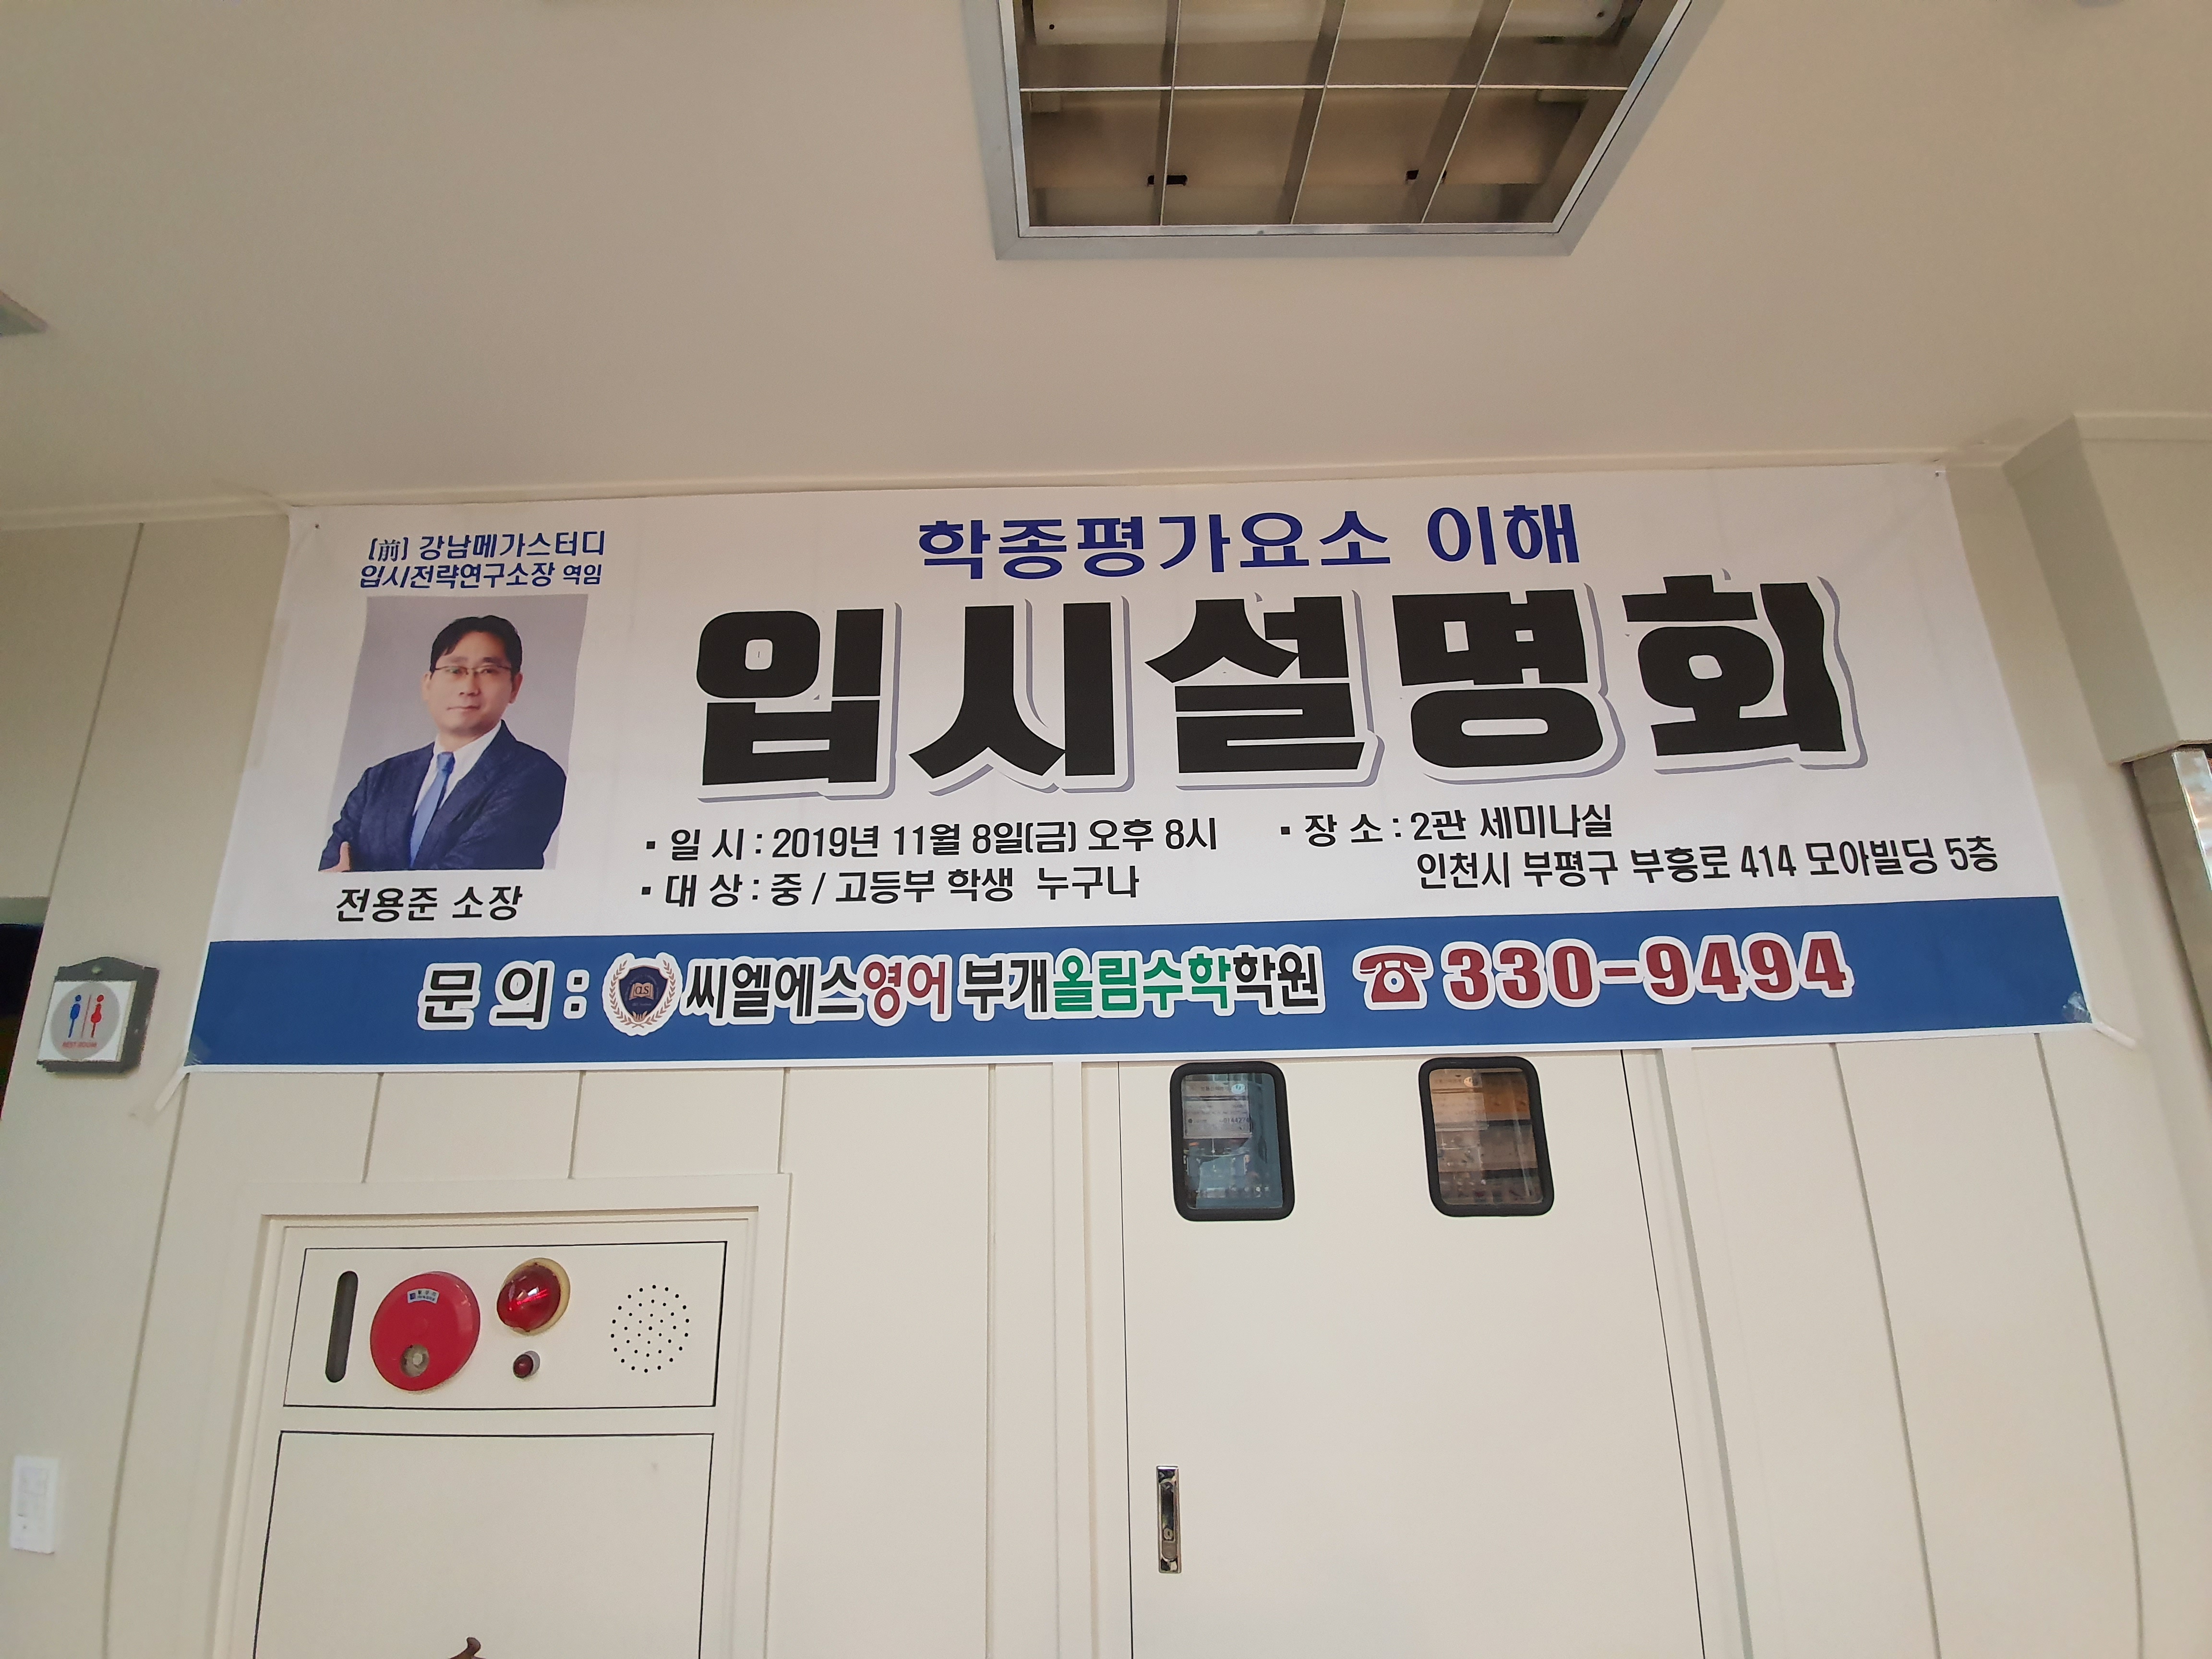 (前) 강남메가스터디
입시전략연구소장 역임
전용준 소장
학종평가요소 이해
입시설명회
▪ 일 시 : 2019년 11월 8일(금) 오후 8시
▪ 대 상 : 중 / 고등부 학생 누구나
▪ 장 소 : 2관 세미나실
인천시 부평구 부흥로 414 모아빌딩 5층
문 의 : 씨엘에스영어 부개올림수학학원 ☎330-9494